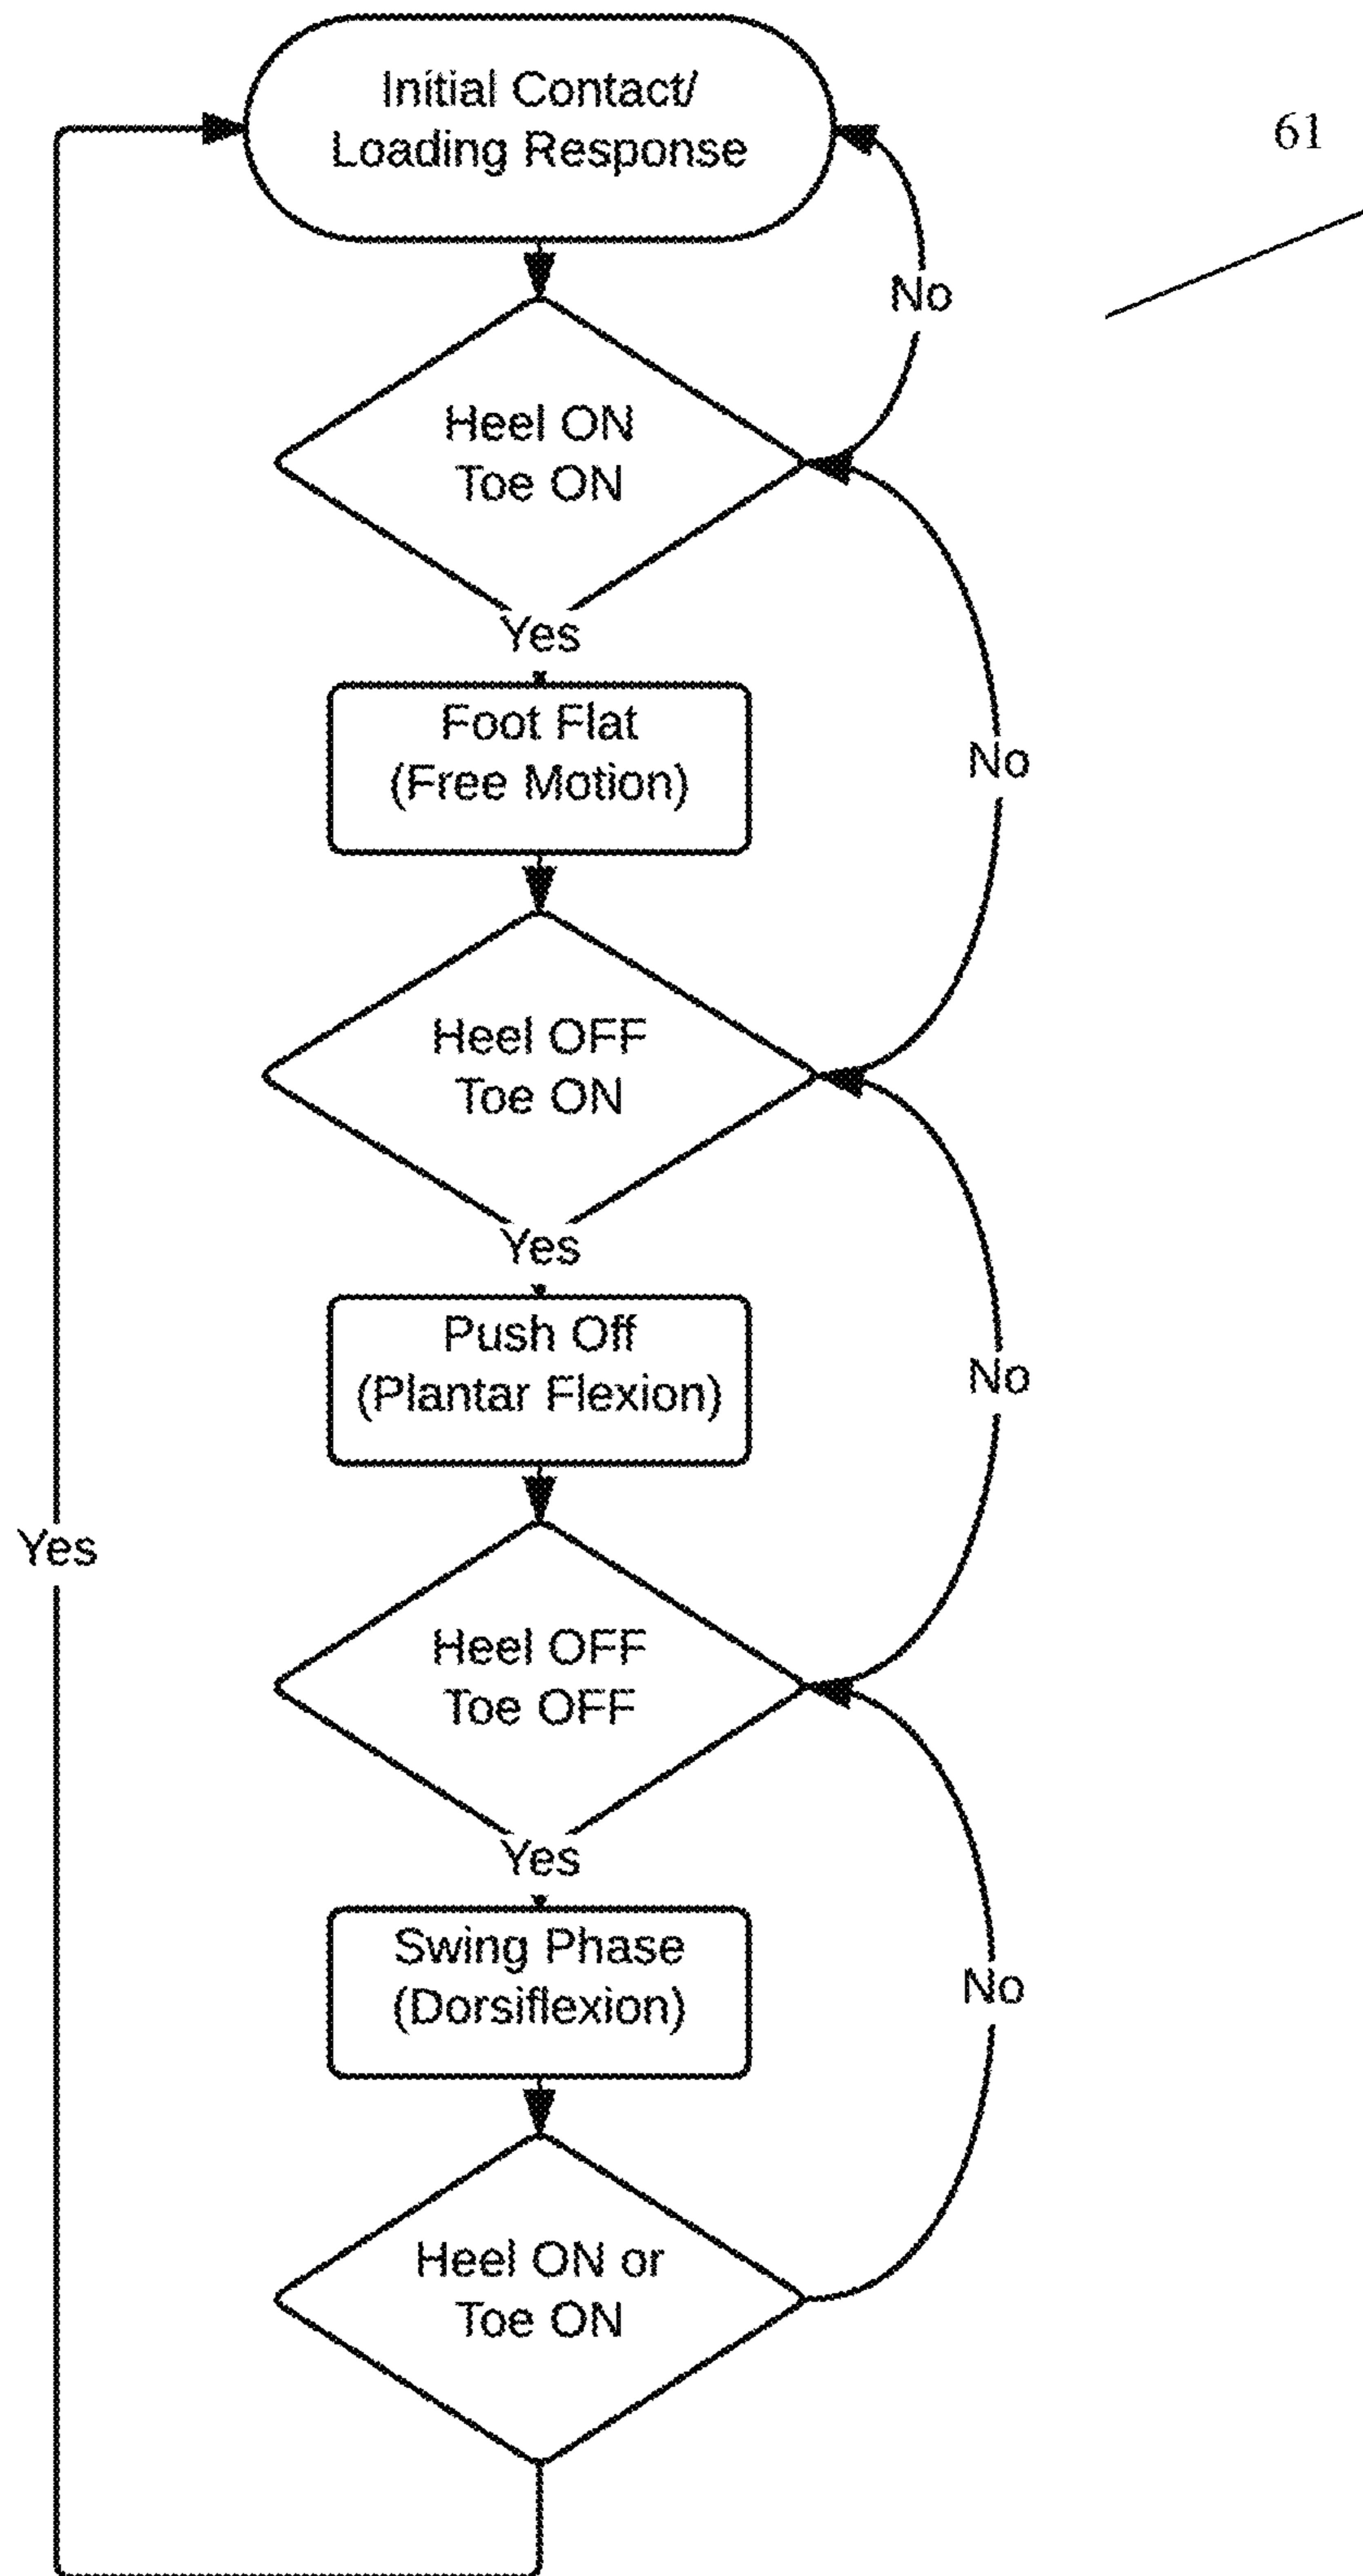 Initial Contact/
Loading Response
61
No
Heel ON
Toe ON
Yes
Foot Flat
(Free Motion)
No
Heel OFF
Toe ON
Yes
Push Off
(Plantar Flexion)
No
Yes
Heel OFF
Toe OFF
Yes
Swing Phase
(Dorsiflexion)
No
Heel ON or
Toe ON